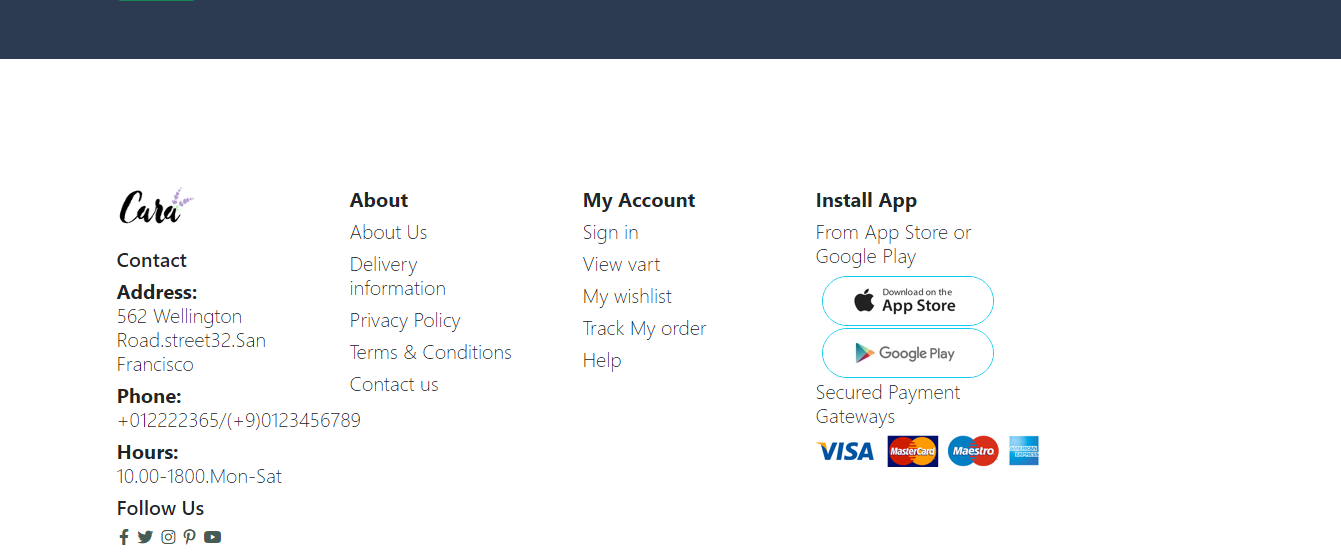 Cara
Contact
Address:
562 Wellington
Road.street32.San
Francisco
Phone:
+012222365/(+9)0123456789
Hours:
10.00-1800.Mon-Sat
Follow Us
About
About Us
Delivery
information
Privacy Policy
Terms & Conditions
Contact us
My Account
Sign in
View vart
My wishlist
Track My order
Help
Install App
From App Store or
Google Play
Download on the
App Store
Google Play
Secured Payment
Gateways
VISA
MasterCard
Maestro
AMERICAN
EXPRESS